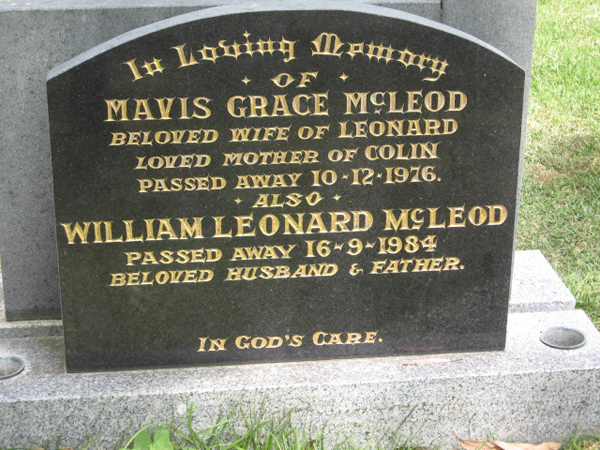 In Loving Memory
· OF ·
MAVIS GRACE McLEOD
BELOVED WIFE OF LEONARD
LOVED MOTHER OF COLIN
PASSED AWAY 10-12-1976.
· ALSO ·
WILLIAM LEONARD McLEOD
PASSED AWAY 16-9-1984
BELOVED HUSBAND & FATHER.
IN GOD'S CARE.